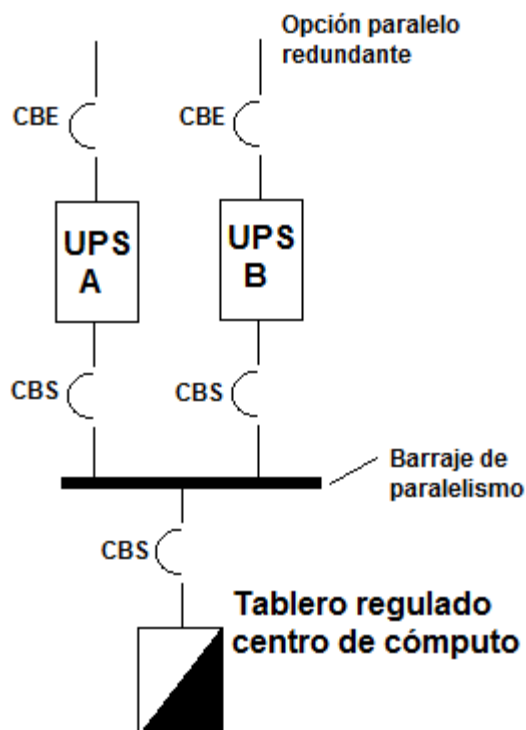 Opción paralelo
redundante
CBE
CBE
UPS
A
UPS
B
CBS
CBS
Barraje de
paralelismo
CBS
Tablero regulado
centro de cómputo